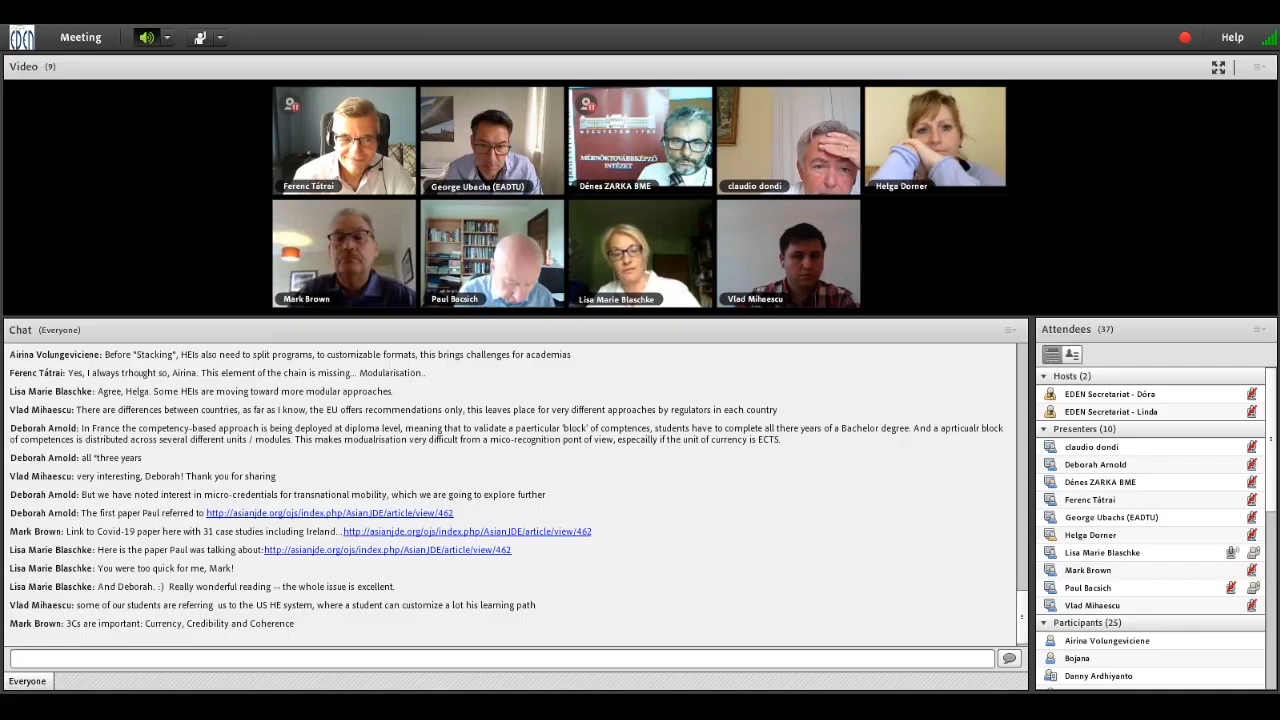 EDEN
Meeting
Help
Video (9)
Ferenc Tátrai
George Ubachs (EADTU)
MÉRNÖKTOVÁBBKÉPZŐ
INTÉZET
Dénes ZARKA BME
claudio dondi
Helga Dorner
Mark Brown
Paul Bacsich
Lisa Marie Blaschke
Vlad Mihaescu
Chat (Everyone)
Airina Volungeviciene: Before "Stacking", HEIs also need to split programs, to customizable formats, this brings challenges for academias
Ferenc Tátrai: Yes, I always trhought so, Airina. This element of the chain is missing... Modularisation..
Lisa Marie Blaschke: Agree, Helga. Some HEIs are moving toward more modular approaches.
Vlad Mihaescu: There are differences between countries, as far as I know, the EU offers recommendations only, this leaves place for very different approaches by regulators in each country
Deborah Arnold: In France the competency-based approach is being deployed at diploma level, meaning that to validate a paerticular 'block' of comptences, students have to complete all there years of a Bachelor degree. And a aprticualr block
of competences is distributed across several different units / modules. This makes modualrisation very difficult from a mico-recognition pont of view, especailly if the unit of currency is ECTS.
Deborah Arnold: all *three years
Vlad Mihaescu: very interesting, Deborah! Thank you for sharing
Deborah Arnold: But we have noted interest in micro-credentials for transnational mobility, which we are going to explore further
Deborah Arnold: The first paper Paul referred to http://asianjde.org/ojs/index.php/AsianJDE/article/view/462
Mark Brown: Link to Covid-19 paper here with 31 case studies including Ireland...http://asianjde.org/ojs/index.php/AsianJDE/article/view/462
Lisa Marie Blaschke: Here is the paper Paul was talking about:http://asianjde.org/ojs/index.php/AsianJDE/article/view/462
Lisa Marie Blaschke: You were too quick for me, Mark!
Lisa Marie Blaschke: And Deborah. :) Really wonderful reading -- the whole issue is excellent.
Vlad Mihaescu: some of our students are referring us to the US HE system, where a student can customize a lot his learning path
Mark Brown: 3Cs are important: Currency, Credibility and Coherence
Everyone
Attendees (37)
Hosts (2)
EDEN Secretariat - Dóra
EDEN Secretariat - Linda
Presenters (10)
claudio dondi
Deborah Arnold
Dénes ZARKA BME
Ferenc Tátrai
George Ubachs (EADTU)
Helga Dorner
Lisa Marie Blaschke
Mark Brown
Paul Bacsich
Vlad Mihaescu
Participants (25)
Airina Volungeviciene
Bojana
Danny Ardhiyanto